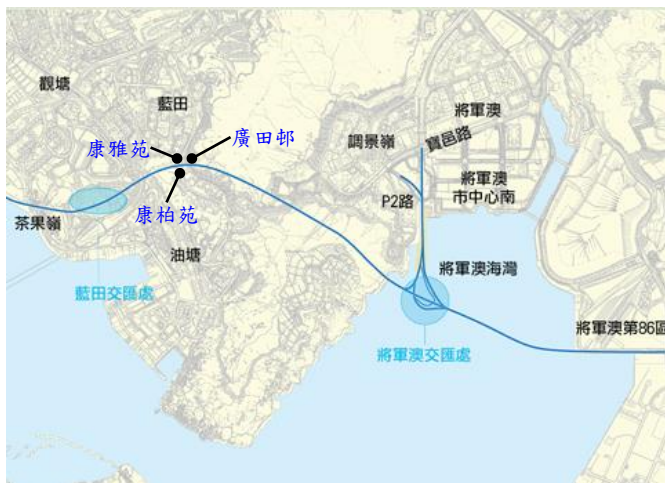 觀塘
藍田
康雅苑
廣田邨
康柏苑
茶果嶺
油塘
藍田交匯處
將軍澳
調景嶺
寶邑路
將軍澳
市中心南
P2路
將軍澳海灣
將軍澳第86區
將軍澳交匯處